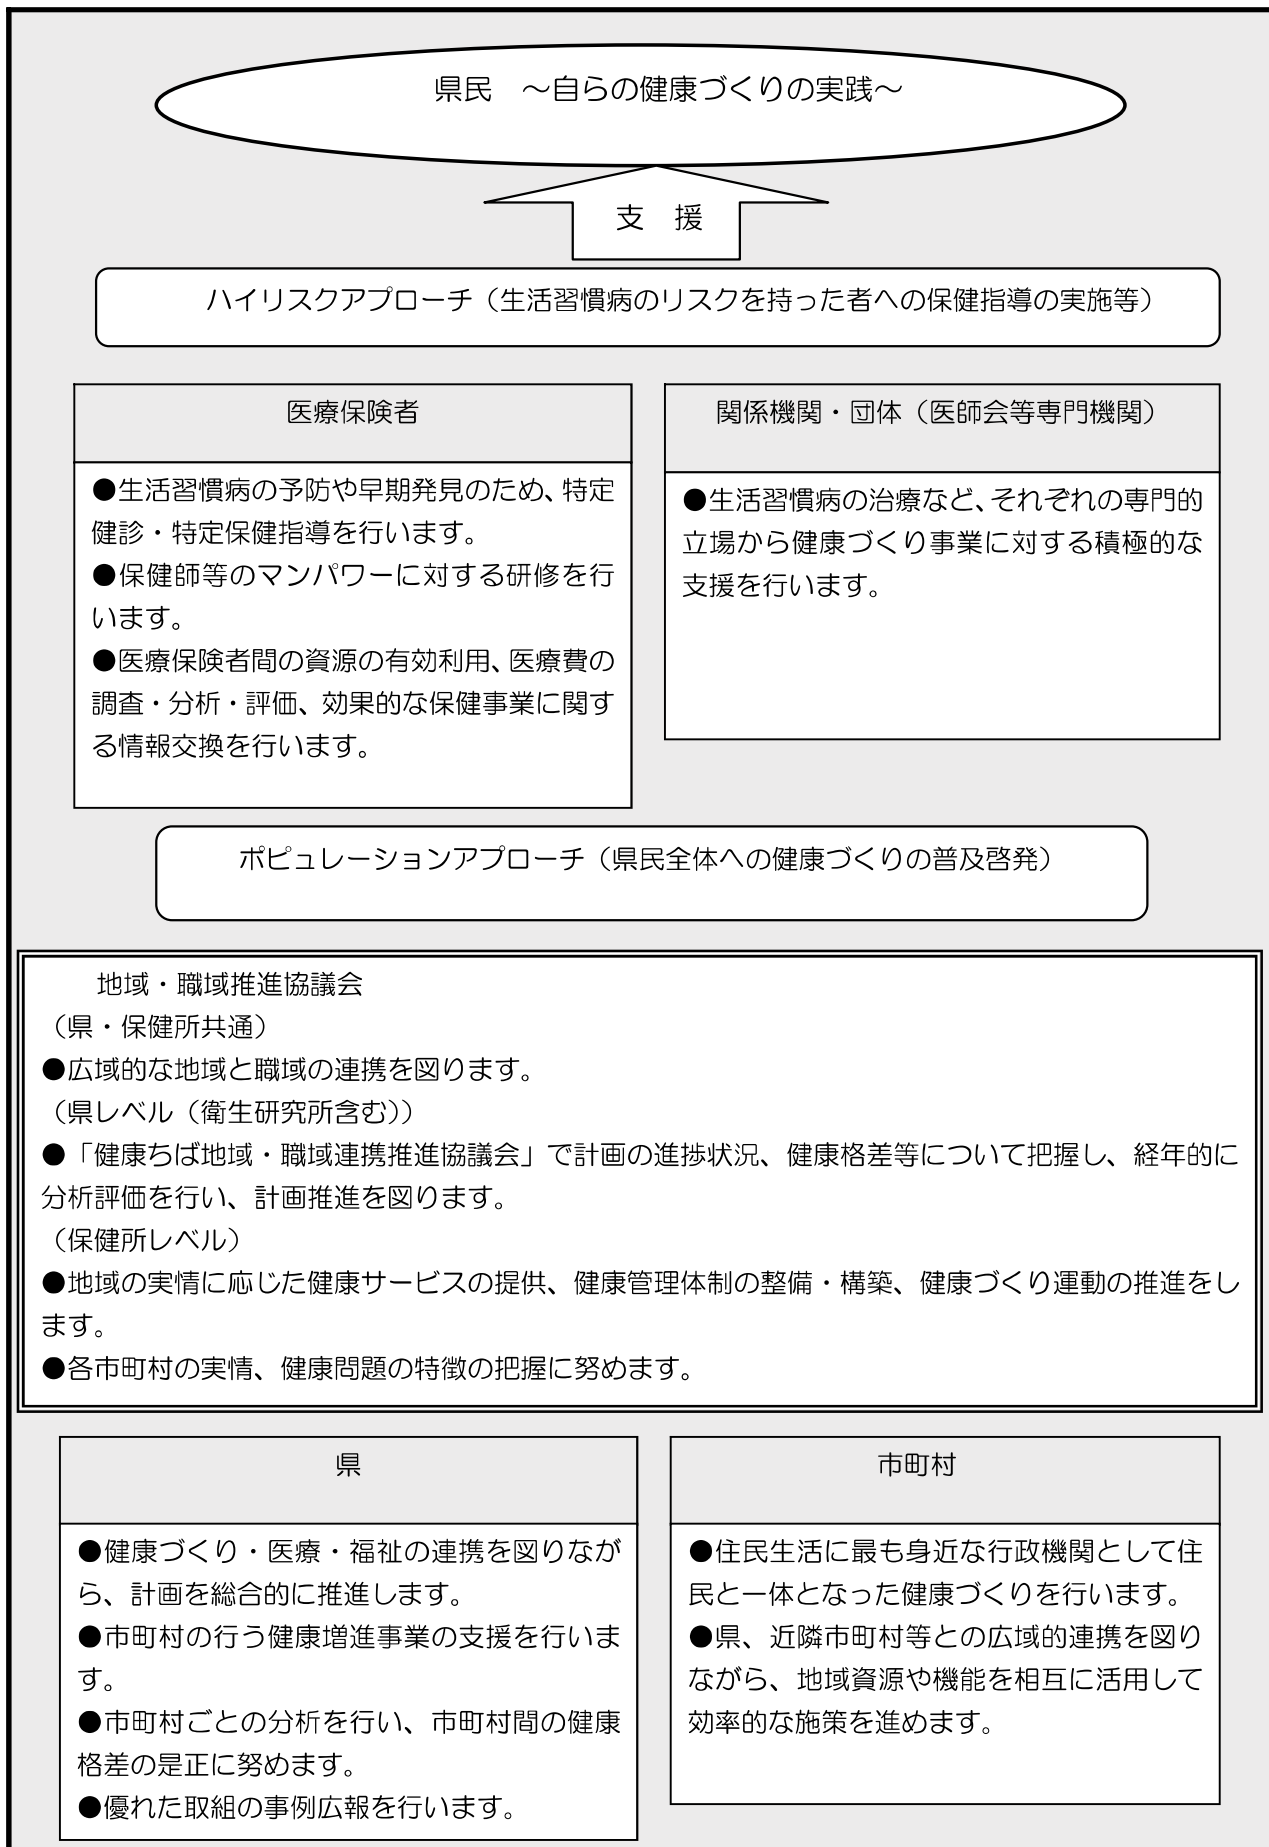 県民　～自らの健康づくりの実践～
支　援
ハイリスクアプローチ（生活習慣病のリスクを持った者への保健指導の実施等）
医療保険者
●生活習慣病の予防や早期発見のため、特定
健診・特定保健指導を行います。
●保健師等のマンパワーに対する研修を行
います。
●医療保険者間の資源の有効利用、医療費の
調査・分析・評価、効果的な保健事業に関す
る情報交換を行います。
関係機関・団体（医師会等専門機関）
●生活習慣病の治療など、それぞれの専門的
立場から健康づくり事業に対する積極的な
支援を行います。
ポピュレーションアプローチ（県民全体への健康づくりの普及啓発）
地域・職域推進協議会
（県・保健所共通）
●広域的な地域と職域の連携を図ります。
（県レベル（衛生研究所含む））
●「健康ちば地域・職域連携推進協議会」で計画の進捗状況、健康格差等について把握し、経年的に
分析評価を行い、計画推進を図ります。
（保健所レベル）
●地域の実情に応じた健康サービスの提供、健康管理体制の整備・構築、健康づくり運動の推進をし
ます。
●各市町村の実情、健康問題の特徴の把握に努めます。
県
●健康づくり・医療・福祉の連携を図りなが
ら、計画を総合的に推進します。
●市町村の行う健康増進事業の支援を行いま
す。
●市町村ごとの分析を行い、市町村間の健康
格差の是正に努めます。
●優れた取組の事例広報を行います。
市町村
●住民生活に最も身近な行政機関として住
民と一体となった健康づくりを行います。
●県、近隣市町村等との広域的連携を図り
ながら、地域資源や機能を相互に活用して
効率的な施策を進めます。